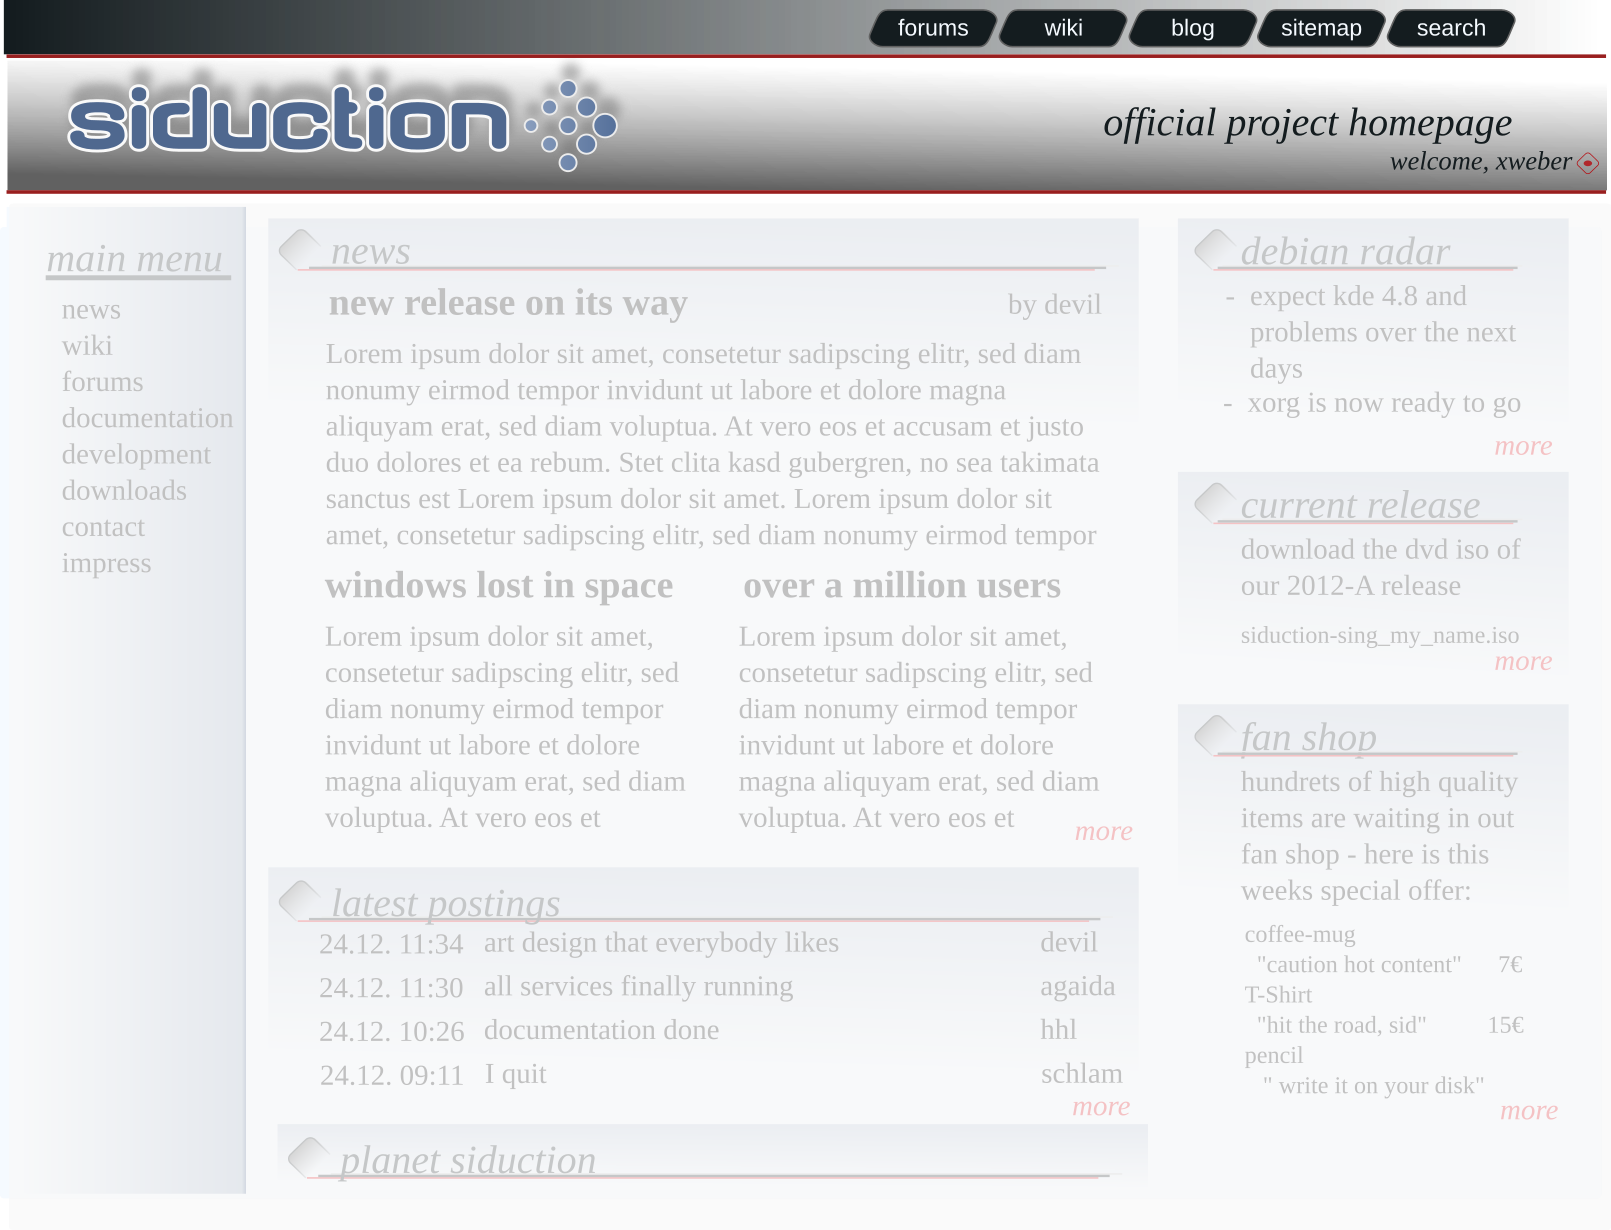 forums wiki blog sitemap search
siduction
official project homepage
welcome, xweber
main menu
news
wiki
forums
documentation
development
downloads
contact
impress
news
new release on its way by devil
Lorem ipsum dolor sit amet, consetetur sadipscing elitr, sed diam
nonumy eirmod tempor invidunt ut labore et dolore magna
aliquyam erat, sed diam voluptua. At vero eos et accusam et justo
duo dolores et ea rebum. Stet clita kasd gubergren, no sea takimata
sanctus est Lorem ipsum dolor sit amet. Lorem ipsum dolor sit
amet, consetetur sadipscing elitr, sed diam nonumy eirmod tempor
windows lost in space
Lorem ipsum dolor sit amet,
consetetur sadipscing elitr, sed
diam nonumy eirmod tempor
invidunt ut labore et dolore
magna aliquyam erat, sed diam
voluptua. At vero eos et
over a million users
Lorem ipsum dolor sit amet,
consetetur sadipscing elitr, sed
diam nonumy eirmod tempor
invidunt ut labore et dolore
magna aliquyam erat, sed diam
voluptua. At vero eos et
more
latest postings
24.12. 11:34 art design that everybody likes devil
24.12. 11:30 all services finally running agaida
24.12. 10:26 documentation done hhl
24.12. 09:11 I quit schlam
more
planet siduction
debian radar
- expect kde 4.8 and
problems over the next
days
- xorg is now ready to go
more
current release
download the dvd iso of
our 2012-A release
siduction-sing_my_name.iso
more
fan shop
hundrets of high quality
items are waiting in out
fan shop - here is this
weeks special offer:
coffee-mug
"caution hot content" 7€
T-Shirt
"hit the road, sid" 15€
pencil
" write it on your disk"
more